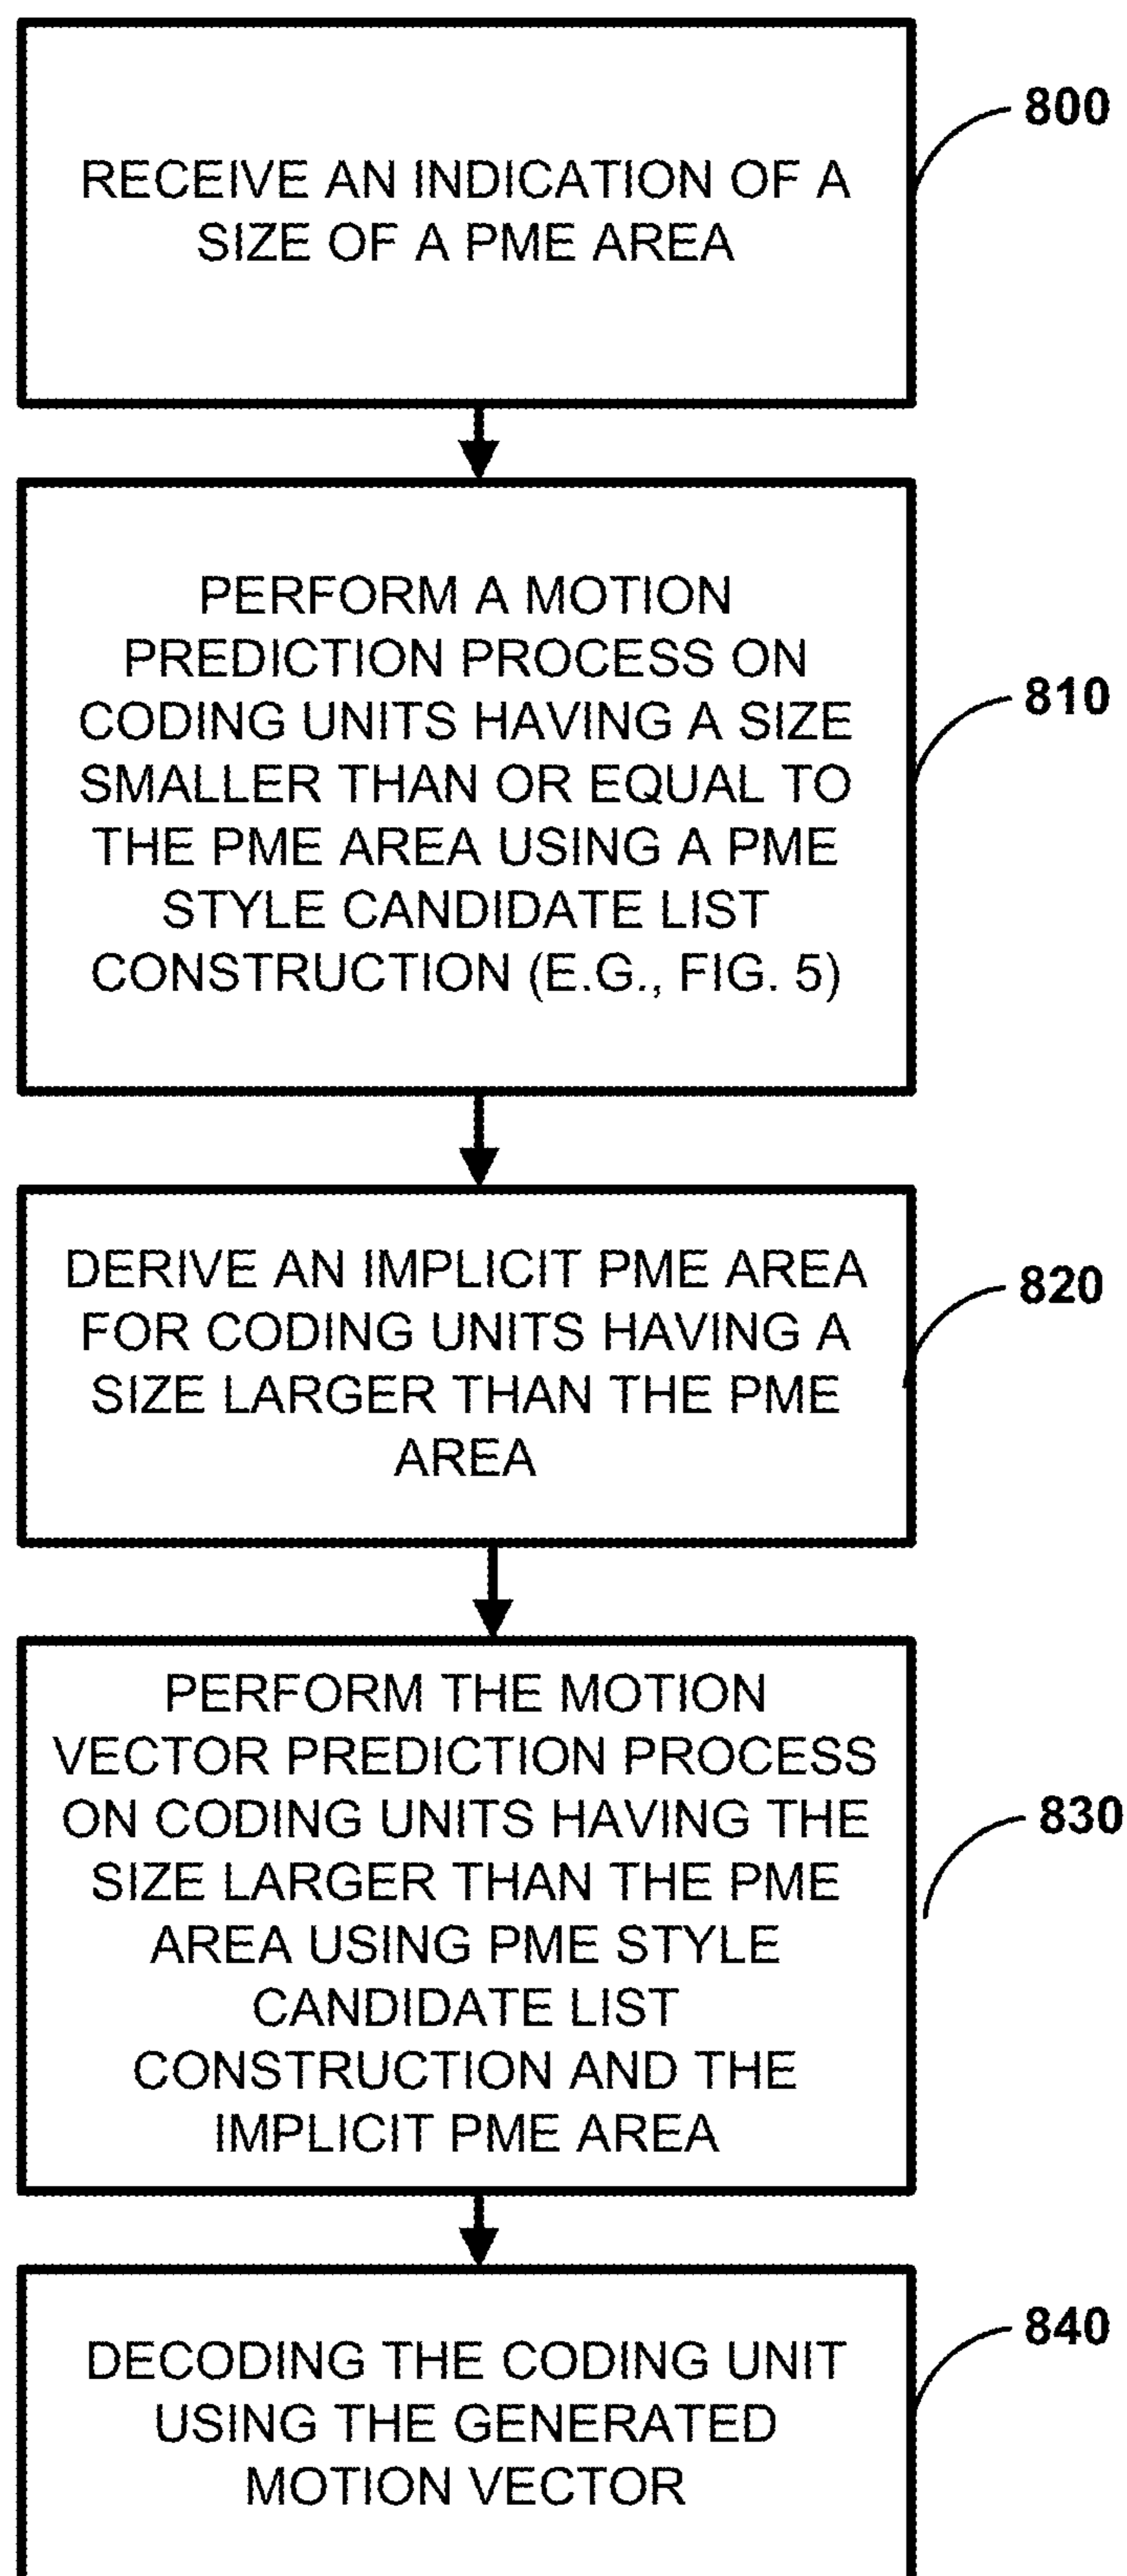 RECEIVE AN INDICATION OF A
SIZE OF A PME AREA
800
PERFORM A MOTION
PREDICTION PROCESS ON
CODING UNITS HAVING A SIZE
SMALLER THAN OR EQUAL TO
THE PME AREA USING A PME
STYLE CANDIDATE LIST
CONSTRUCTION (E.G., FIG. 5)
810
DERIVE AN IMPLICIT PME AREA
FOR CODING UNITS HAVING A
SIZE LARGER THAN THE PME
AREA
820
PERFORM THE MOTION
VECTOR PREDICTION PROCESS
ON CODING UNITS HAVING THE
SIZE LARGER THAN THE PME
AREA USING PME STYLE
CANDIDATE LIST
CONSTRUCTION AND THE
IMPLICIT PME AREA
830
DECODING THE CODING UNIT
USING THE GENERATED
MOTION VECTOR
840